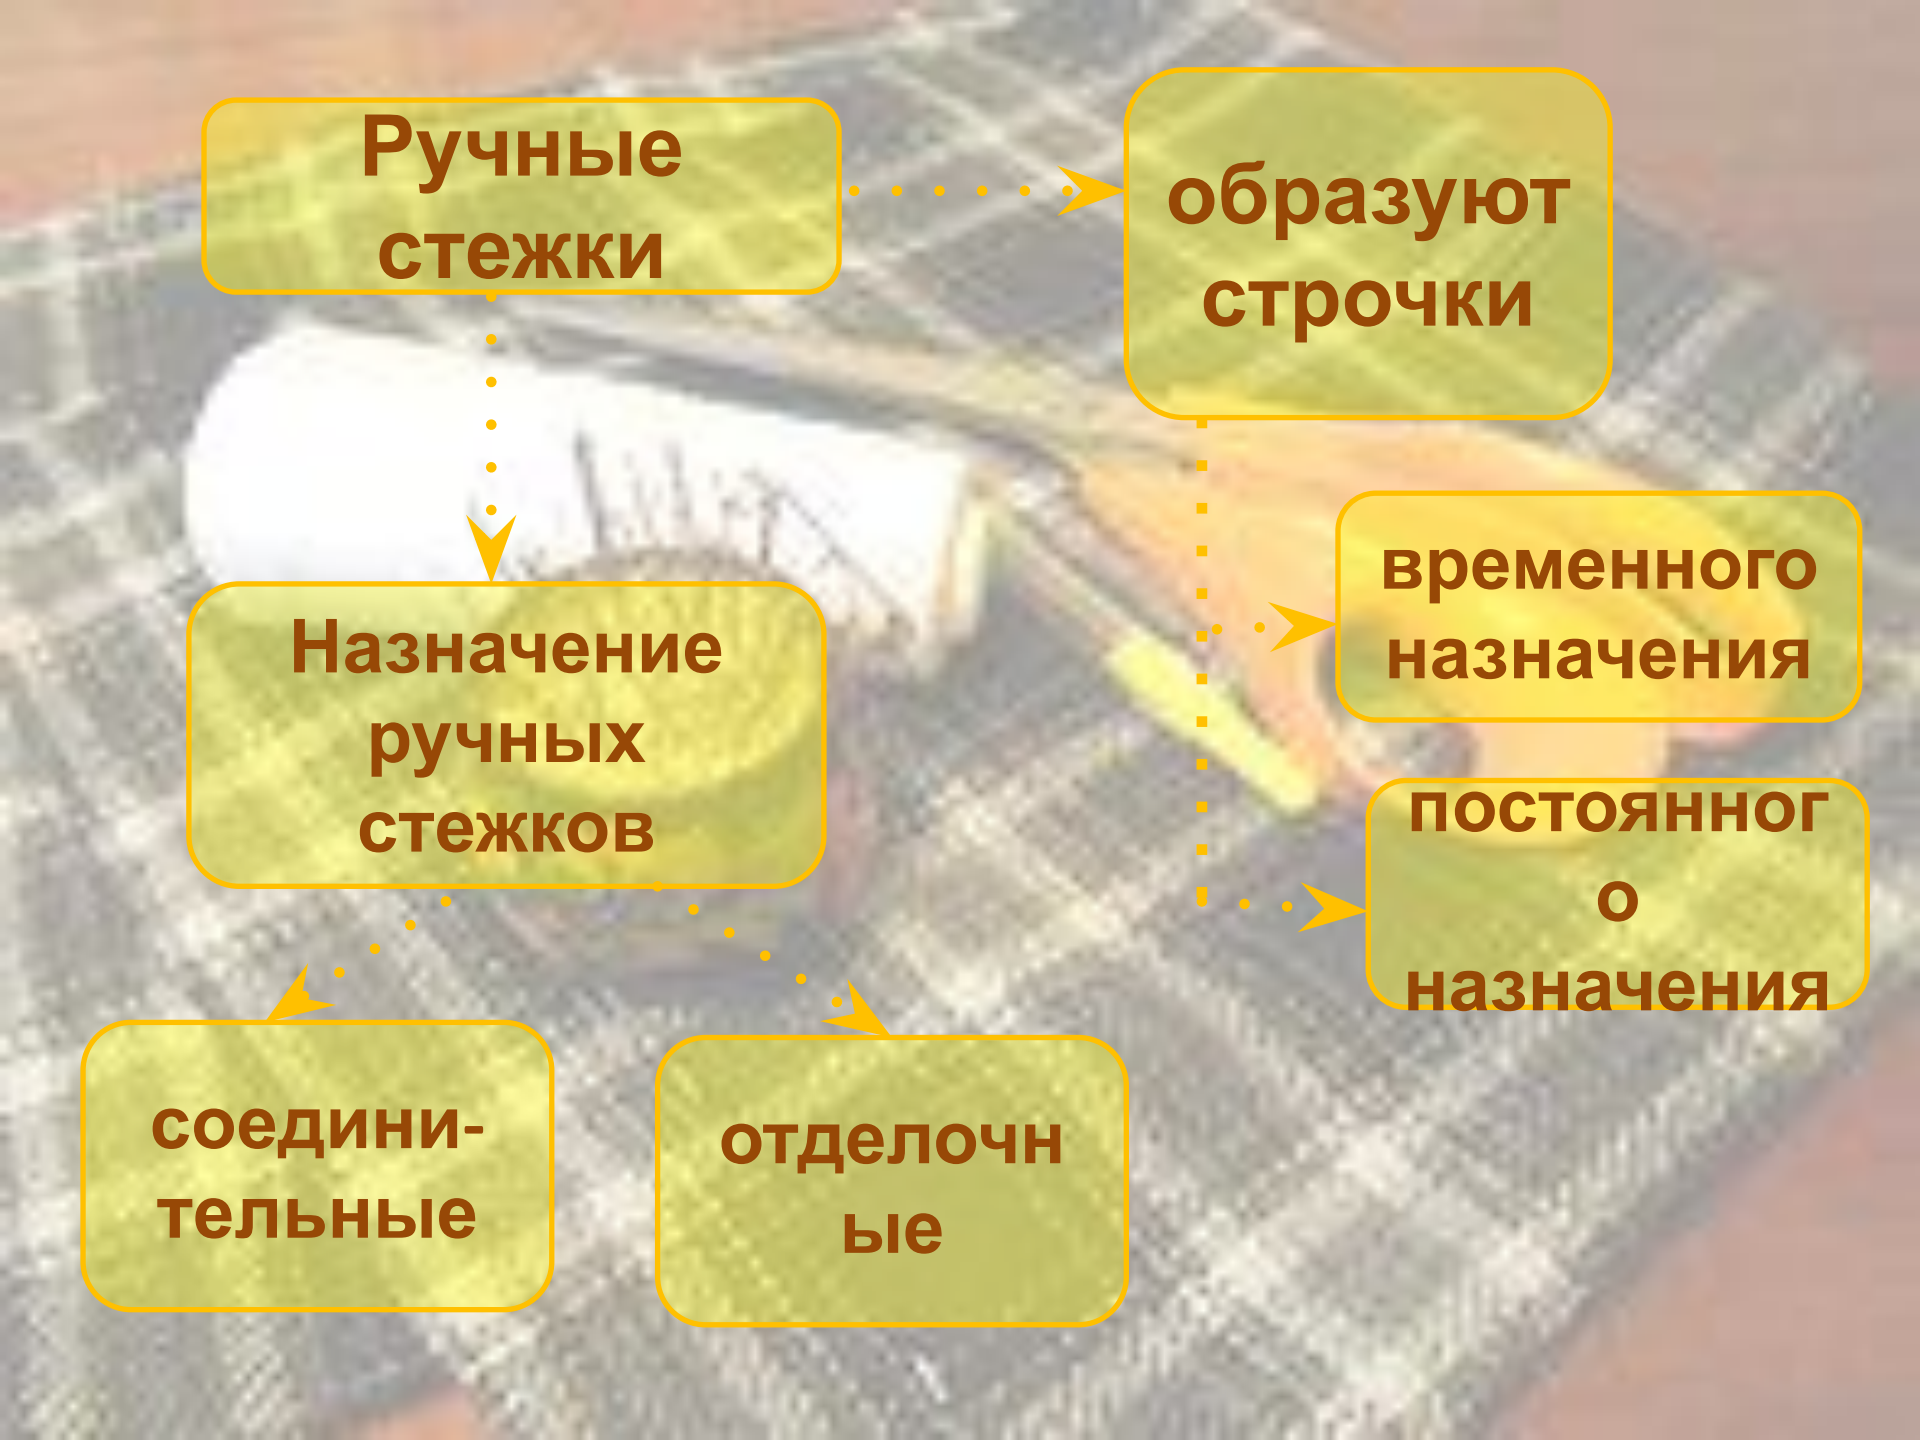 Ручные
стежки
образуют
строчки
временного
назначения
Назначение
ручных
стежков
постоянног
о
назначения
соедини-
тельные
отделочн
ые